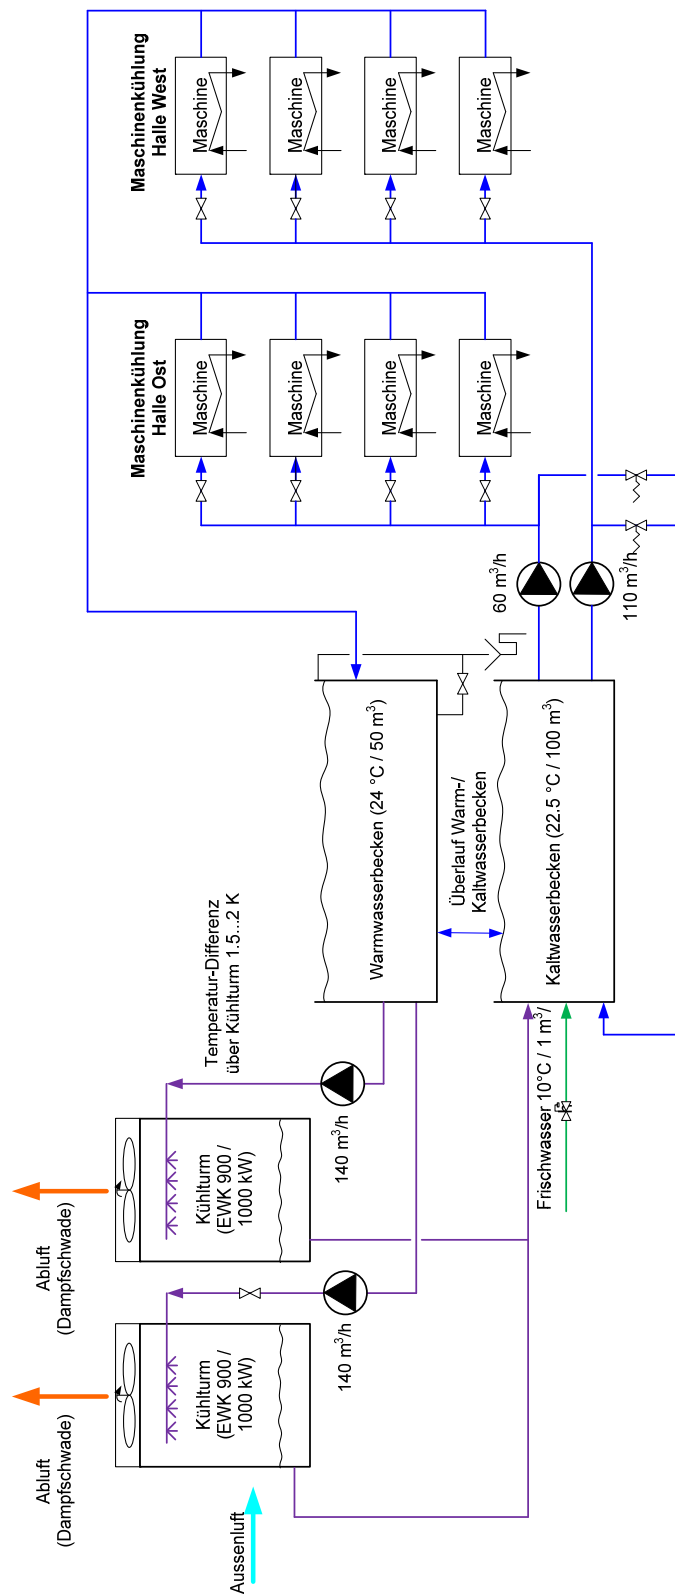 Aussenluft
Abluft
(Dampfschwade)
Abluft
(Dampfschwade)
Kühlturm
(EWK 900 /
1000 kW)
Kühlturm
(EWK 900 /
1000 kW)
140 m³/h
140 m³/h
Temperatur-Differenz
über Kühlturm 1.5...2 K
Frischwasser 10°C / 1 m³/
Warmwasserbecken (24 °C / 50 m³)
Überlauf Warm-/
Kaltwasserbecken
Kaltwasserbecken (22.5 °C / 100 m³)
60 m³/h
110 m³/h
Maschinenkühlung
Halle Ost
Maschine
Maschine
Maschine
Maschine
Maschinenkühlung
Halle West
Maschine
Maschine
Maschine
Maschine